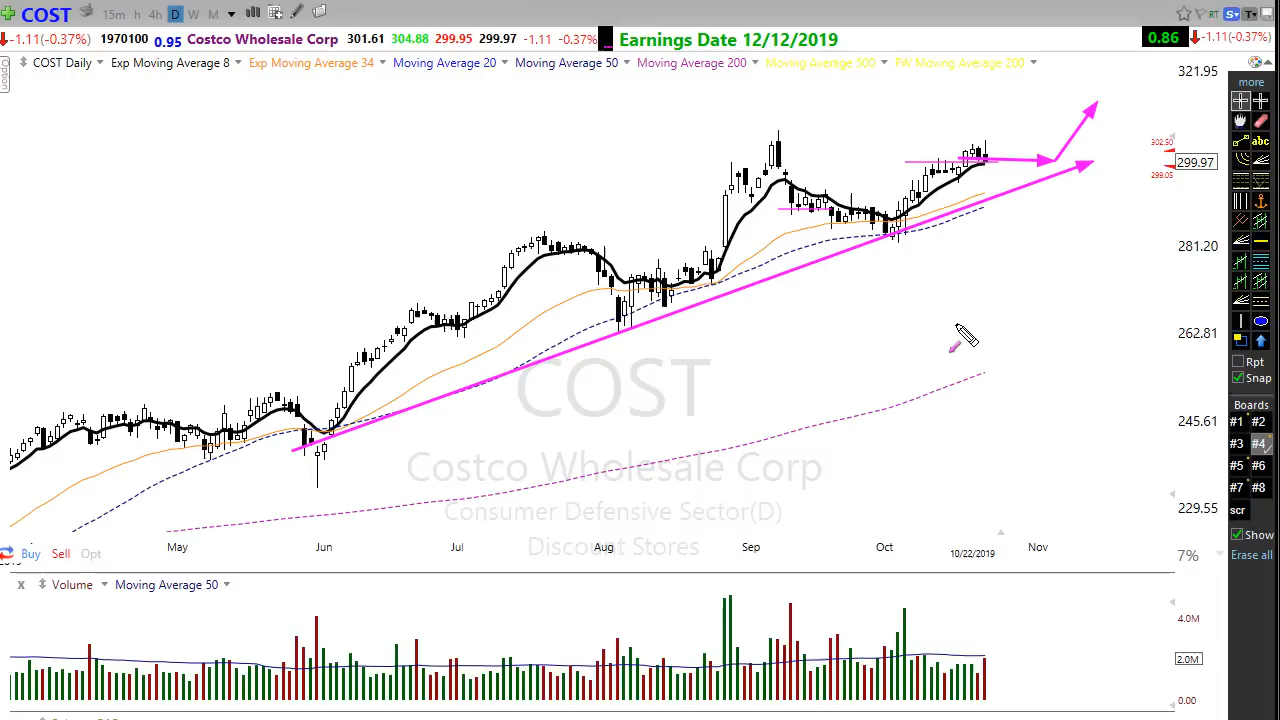 COST 15m h 4h D W M RT S T
-1.11(-0.37%) 1970100 0.95 Costco Wholesale Corp 301.61 304.88 299.95 299.97 -1.11 -0.37% Earnings Date 12/12/2019 0.86 -1.11(-0.37%)
COST Daily Exp Moving Average 8 Exp Moving Average 34 Moving Average 20 Moving Average 50 Moving Average 200 Moving Average 500 FW Moving Average 200
Option
more
abc
321.95
302.50
299.97
299.05
281.20
262.81
245.61
229.55
7%
COST
Costco Wholesale Corp
Consumer Defensive Sector(D)
Discount Stores
Rpt
Snap
Boards
#1 #2
#3 #4
#5 #6
#7 #8
scr
Show
Erase all
May Jun Jul Aug Sep Oct 10/22/2019 Nov
Buy Sell Opt
X Volume Moving Average 50
4.0M
2.0M
0.00